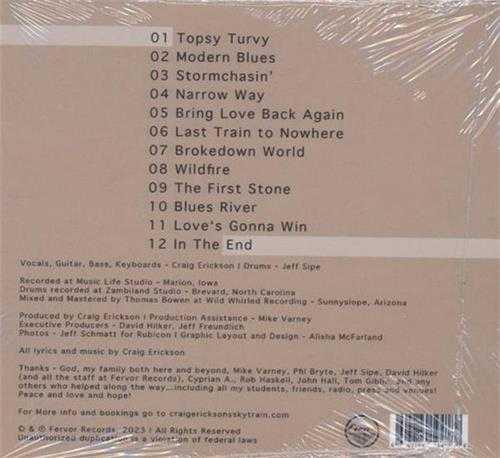 01 Topsy Turvy
02 Modern Blues
03 Stormchasin'
04 Narrow Way
05 Bring Love Back Again
06 Last Train to Nowhere
07 Brokedown World
08 Wildfire
09 The First Stone
10 Blues River
11 Love's Gonna Win
12 In The End
Vocals, Guitar, Bass, Keyboards - Craig Erickson | Drums - Jeff Sipe
Recorded at Music Life Studio - Marion, Iowa
Drums recorded at Zambiland Studio - Brevard, North Carolina
Mixed and Mastered by Thomas Bowen at Wild Whirled Recording - Sunnyslope, Arizona
Produced by Craig Erickson | Production Assistance - Mike Varney
Executive Producers - David Hilker, Jeff Freundlich
Photos - Jeff Schmatt for Rubicon | Graphic Layout and Design - Alisha McFarland
All lyrics and music by Craig Erickson
Thanks - God, my family both here and beyond, Mike Varney, Phi Bryte, Jeff Sipe, David Hilker
(and all the staff at Fervor Records), Cyprian A., Rob Haskell, John Hall, Tom Giblin and any
others who helped along the way...including all my students, friends, radio, press and venues!
Peace and love and hope!
For More info and bookings go to craigericksonsskytrain.com
© & ℗ Fervor Records, 2023 | All Rights Reserved
Unauthorized duplication is a violation of federal laws